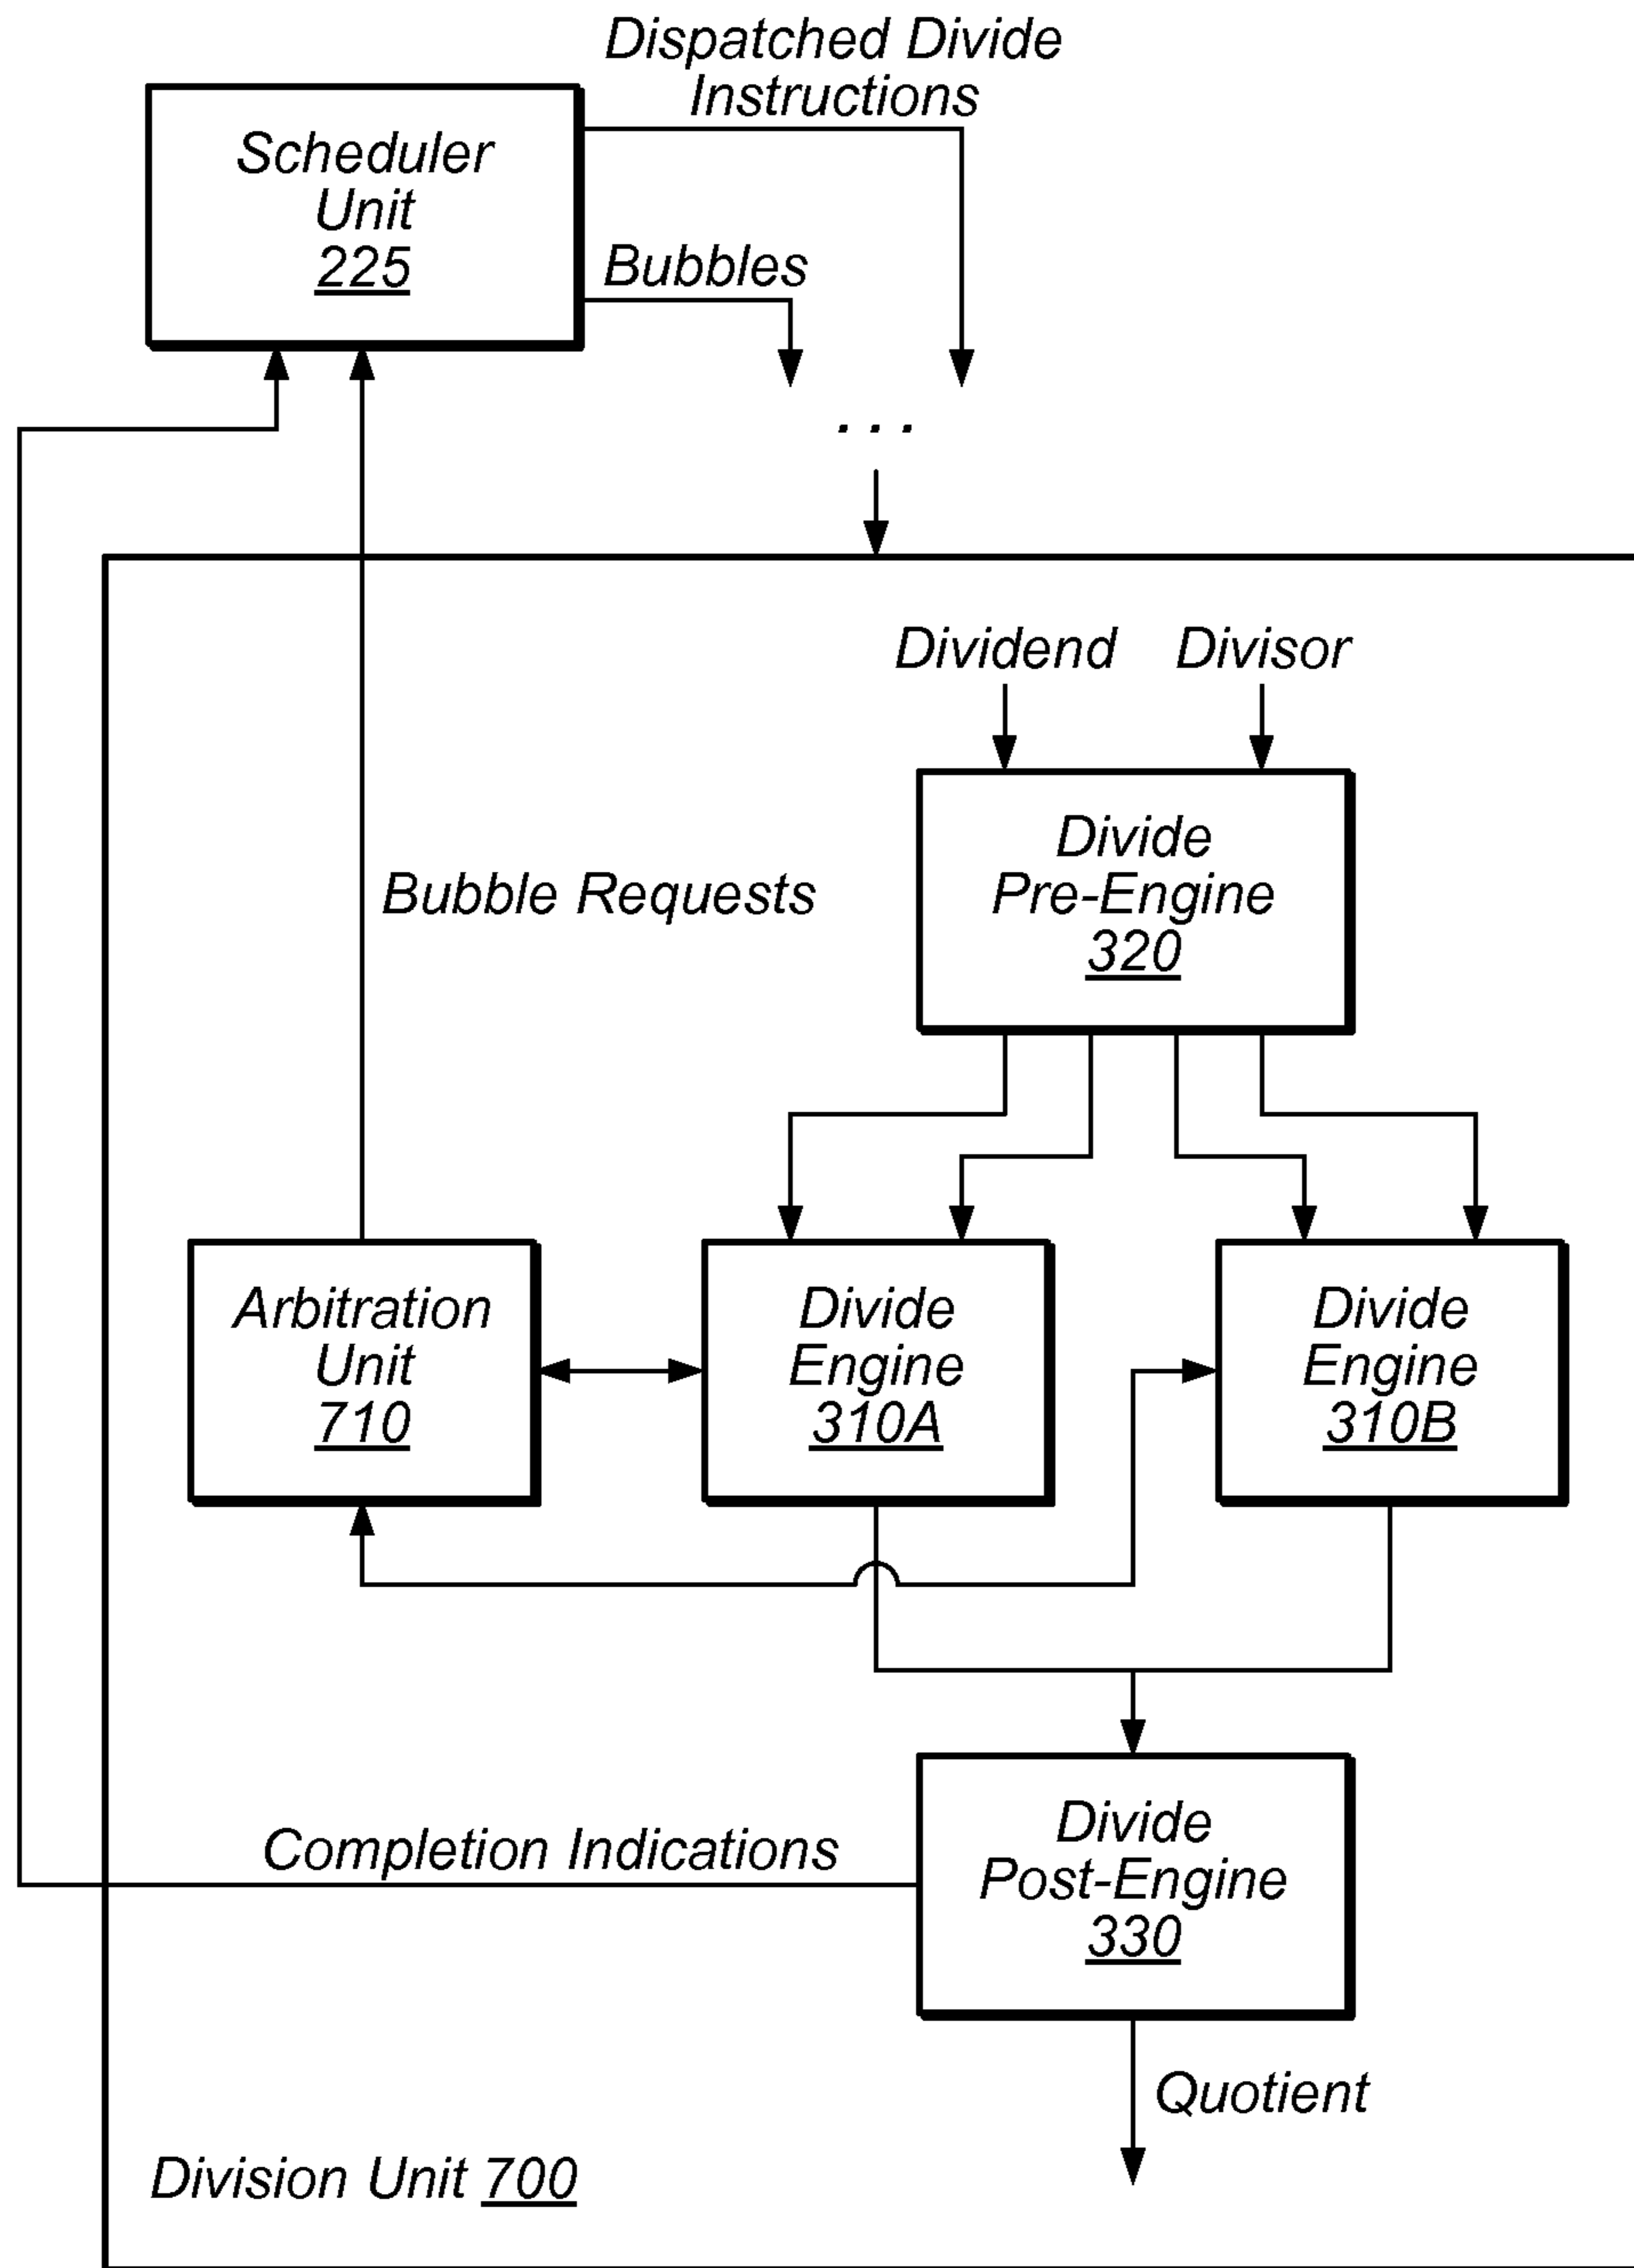 Dispatched Divide
Instructions
Scheduler
Unit
225
Bubbles
...
Dividend
Divisor
Divide
Pre-Engine
320
Bubble Requests
Arbitration
Unit
710
Divide
Engine
310A
Divide
Engine
310B
Completion Indications
Divide
Post-Engine
330
Quotient
Division Unit 700